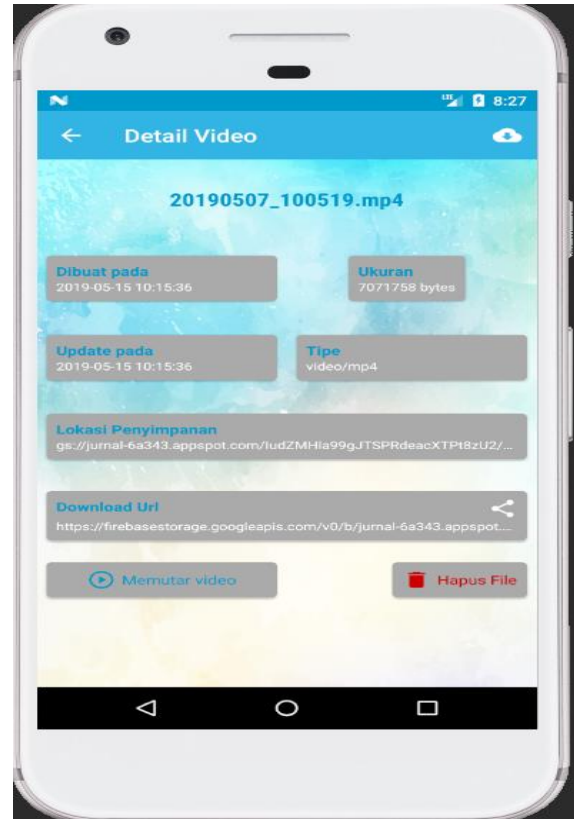 LTE 8:27
Detail Video
20190507_100519.mp4
Dibuat pada
2019-05-15 10:15:36
Ukuran
7071758 bytes
Update pada
2019-05-15 10:15:36
Tipe
video/mp4
Lokasi Penyimpanan
gs://jurnal-6a343.appspot.com/IudZMHIa99gJTSPRdeacXTPt8zU2/...
Download Url
https://firebasestorage.googleapis.com/v0/b/jurnal-6a343.appspot....
Memutar video
Hapus File